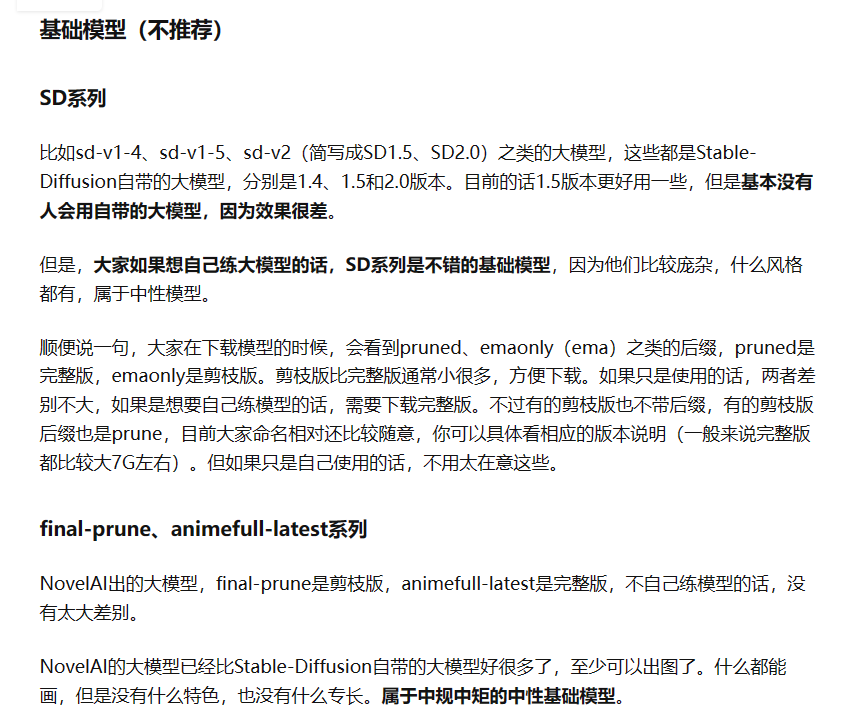 基础模型（不推荐）
SD系列
比如sd-v1-4、sd-v1-5、sd-v2（简写成SD1.5、SD2.0）之类的大模型，这些都是Stable-
Diffusion自带的大模型，分别是1.4、1.5和2.0版本。目前的话1.5版本更好用一些，但是基本没有
人会用自带的大模型，因为效果很差。
但是，大家如果想自己练大模型的话，SD系列是不错的基础模型，因为他们比较庞杂，什么风格
都有，属于中性模型。
顺便说一句，大家在下载模型的时候，会看到pruned、emaonly（ema）之类的后缀，pruned是
完整版，emaonly是剪枝版。剪枝版比完整版通常小很多，方便下载。如果只是使用的话，两者差
别不大，如果是想要自己练模型的话，需要下载完整版。不过有的剪枝版也不带后缀，有的剪枝版
后缀也是prune，目前大家命名相对还比较随意，你可以具体看相应的版本说明（一般来说完整版
都比较大7G左右）。但如果只是自己使用的话，不用太在意这些。
final-prune、animefull-latest系列
NovelAI出的大模型，final-prune是剪枝版，animefull-latest是完整版，不自己练模型的话，没
有太大差别。
NovelAI的大模型已经比Stable-Diffusion自带的大模型好很多了，至少可以出图了。什么都能
画，但是没有什么特色，也没有什么专长。属于中规中矩的中性基础模型。